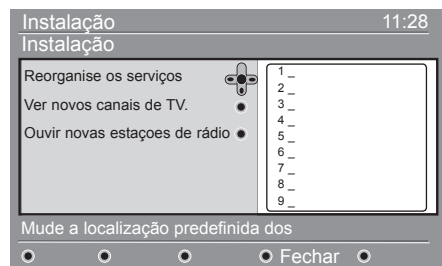 Instalação 11:28
Instalação
Reorganise os serviços
Ver novos canais de TV.
Ouvir novas estaçoes de rádio
1 _
2 _
3 _
4 _
5 _
6 _
7 _
8 _
9 _
Mude a localização predefinida dos
Fechar